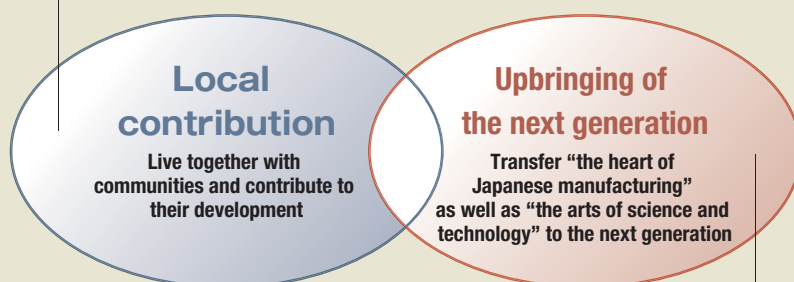 Local
contribution
Live together with
communities and contribute to
their development
Upbringing of
the next generation
Transfer “the heart of
Japanese manufacturing”
as well as “the arts of science and
technology” to the next generation